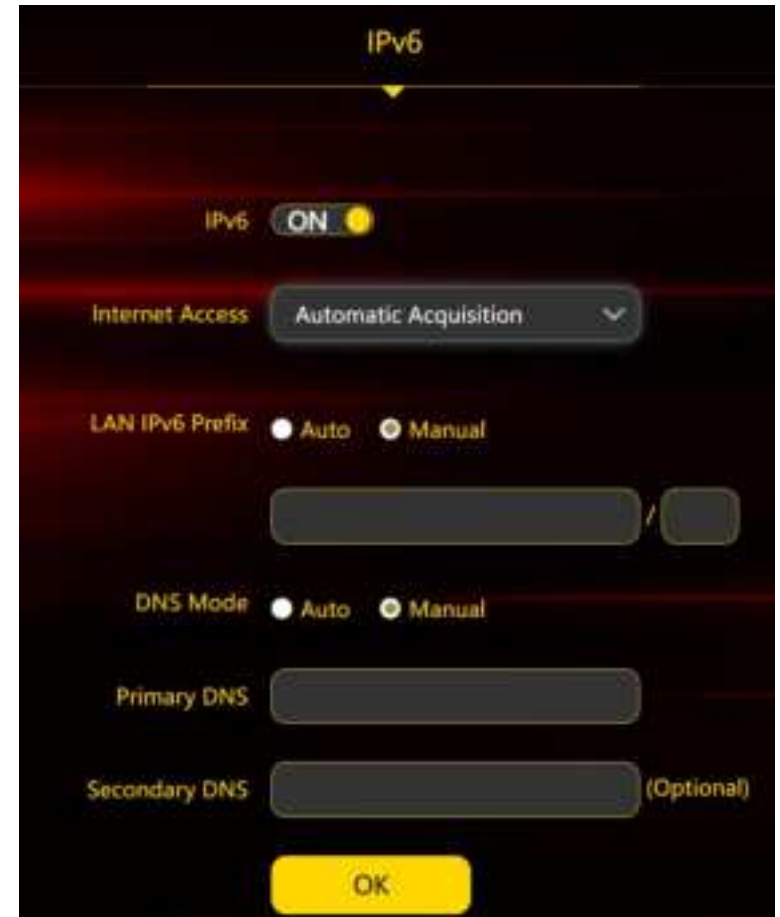 IPv6
IPv6 ON
Internet Access Automatic Acquisition
LAN IPv6 Prefix Auto Manual
/
DNS Mode Auto Manual
Primary DNS
Secondary DNS (Optional)
OK